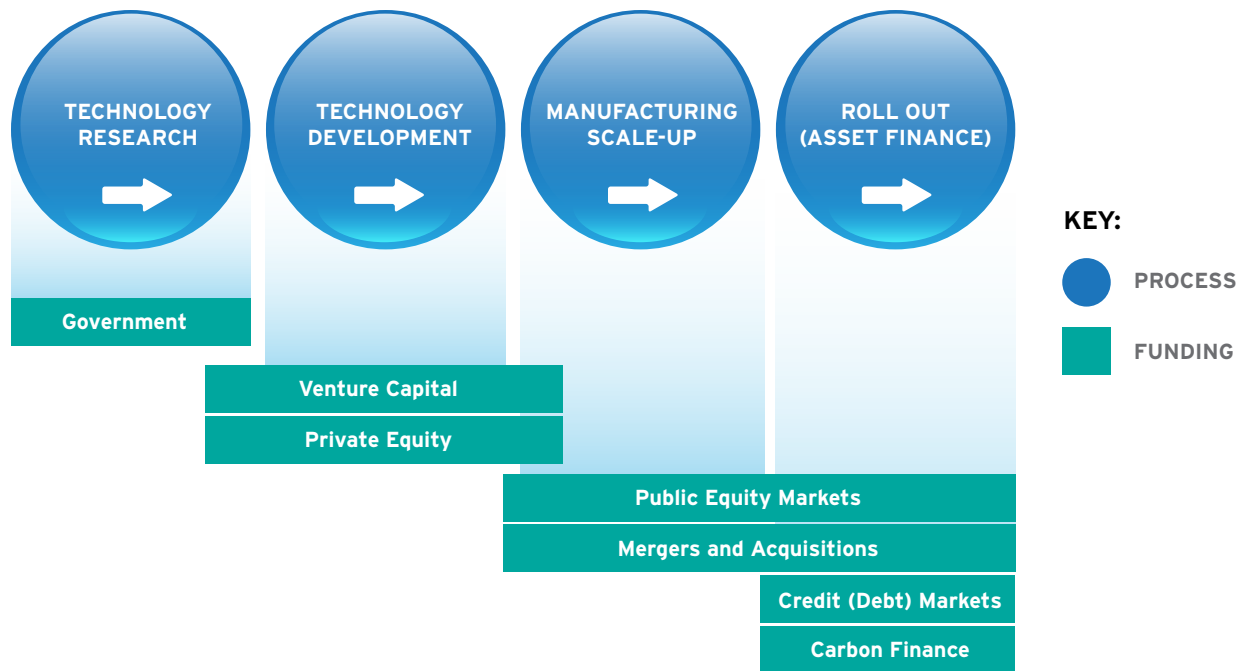 TECHNOLOGY
RESEARCH
TECHNOLOGY
DEVELOPMENT
MANUFACTURING
SCALE-UP
ROLL OUT
(ASSET FINANCE)
KEY:
PROCESS
FUNDING
Government
Venture Capital
Private Equity
Public Equity Markets
Mergers and Acquisitions
Credit (Debt) Markets
Carbon Finance